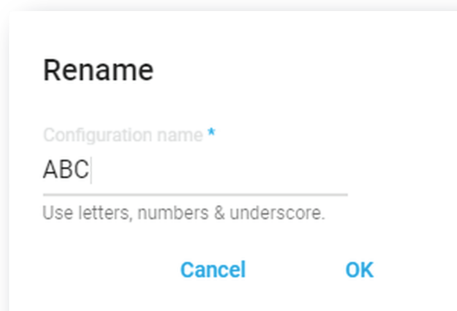 Rename
Configuration name *
ABC
Use letters, numbers & underscore.
Cancel OK